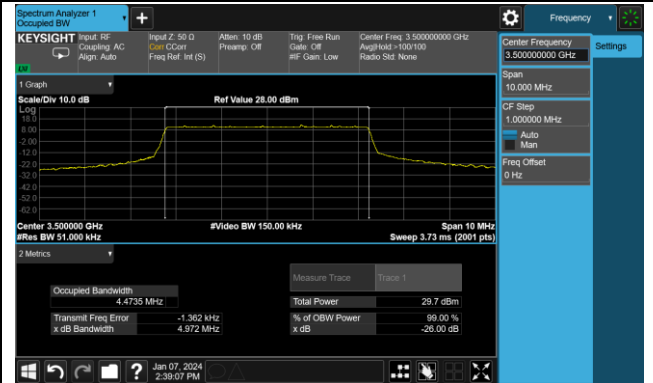 Spectrum Analyzer 1
Occupied BW
+
Frequency
KEYSIGHT
Input: RF
Coupling: AC
Align: Auto
Input Z: 50 Ω
Corr CCorr
Freq Ref: Int (S)
Atten: 10 dB
Preamp: Off
Trig: Free Run
Gate: Off
#IF Gain: Low
Center Freq: 3.500000000 GHz
Avg|Hold:>100/100
Radio Std: None
Center Frequency
3.500000000 GHz
Settings
Span
10.000 MHz
CF Step
1.000000 MHz
Auto
Man
Freq Offset
0 Hz
1 Graph
Scale/Div 10.0 dB
Ref Value 28.00 dBm
Log
18.0
8.00
-2.00
-12.0
-22.0
-32.0
-42.0
-52.0
-62.0
Center 3.500000 GHz
#Video BW 150.00 kHz
Span 10 MHz
#Res BW 51.000 kHz
Sweep 3.73 ms (2001 pts)
2 Metrics
Measure Trace
Trace 1
Occupied Bandwidth
4.4735 MHz
Total Power
29.7 dBm
Transmit Freq Error
-1.362 kHz
% of OBW Power
99.00 %
x dB Bandwidth
4.972 MHz
x dB
-26.00 dB
?
Jan 07, 2024
2:39:07 PM